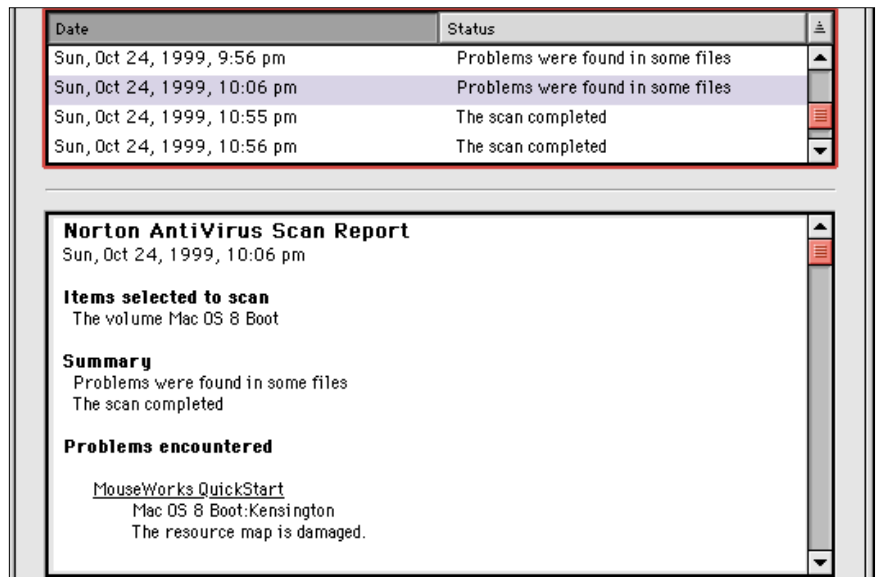 Date Status
Sun, Oct 24, 1999, 9:56 pm Problems were found in some files
Sun, Oct 24, 1999, 10:06 pm Problems were found in some files
Sun, Oct 24, 1999, 10:55 pm The scan completed
Sun, Oct 24, 1999, 10:56 pm The scan completed
Norton AntiVirus Scan Report
Sun, Oct 24, 1999, 10:06 pm
Items selected to scan
The volume Mac OS 8 Boot
Summary
Problems were found in some files
The scan completed
Problems encountered
MouseWorks QuickStart
Mac OS 8 Boot:Kensington
The resource map is damaged.